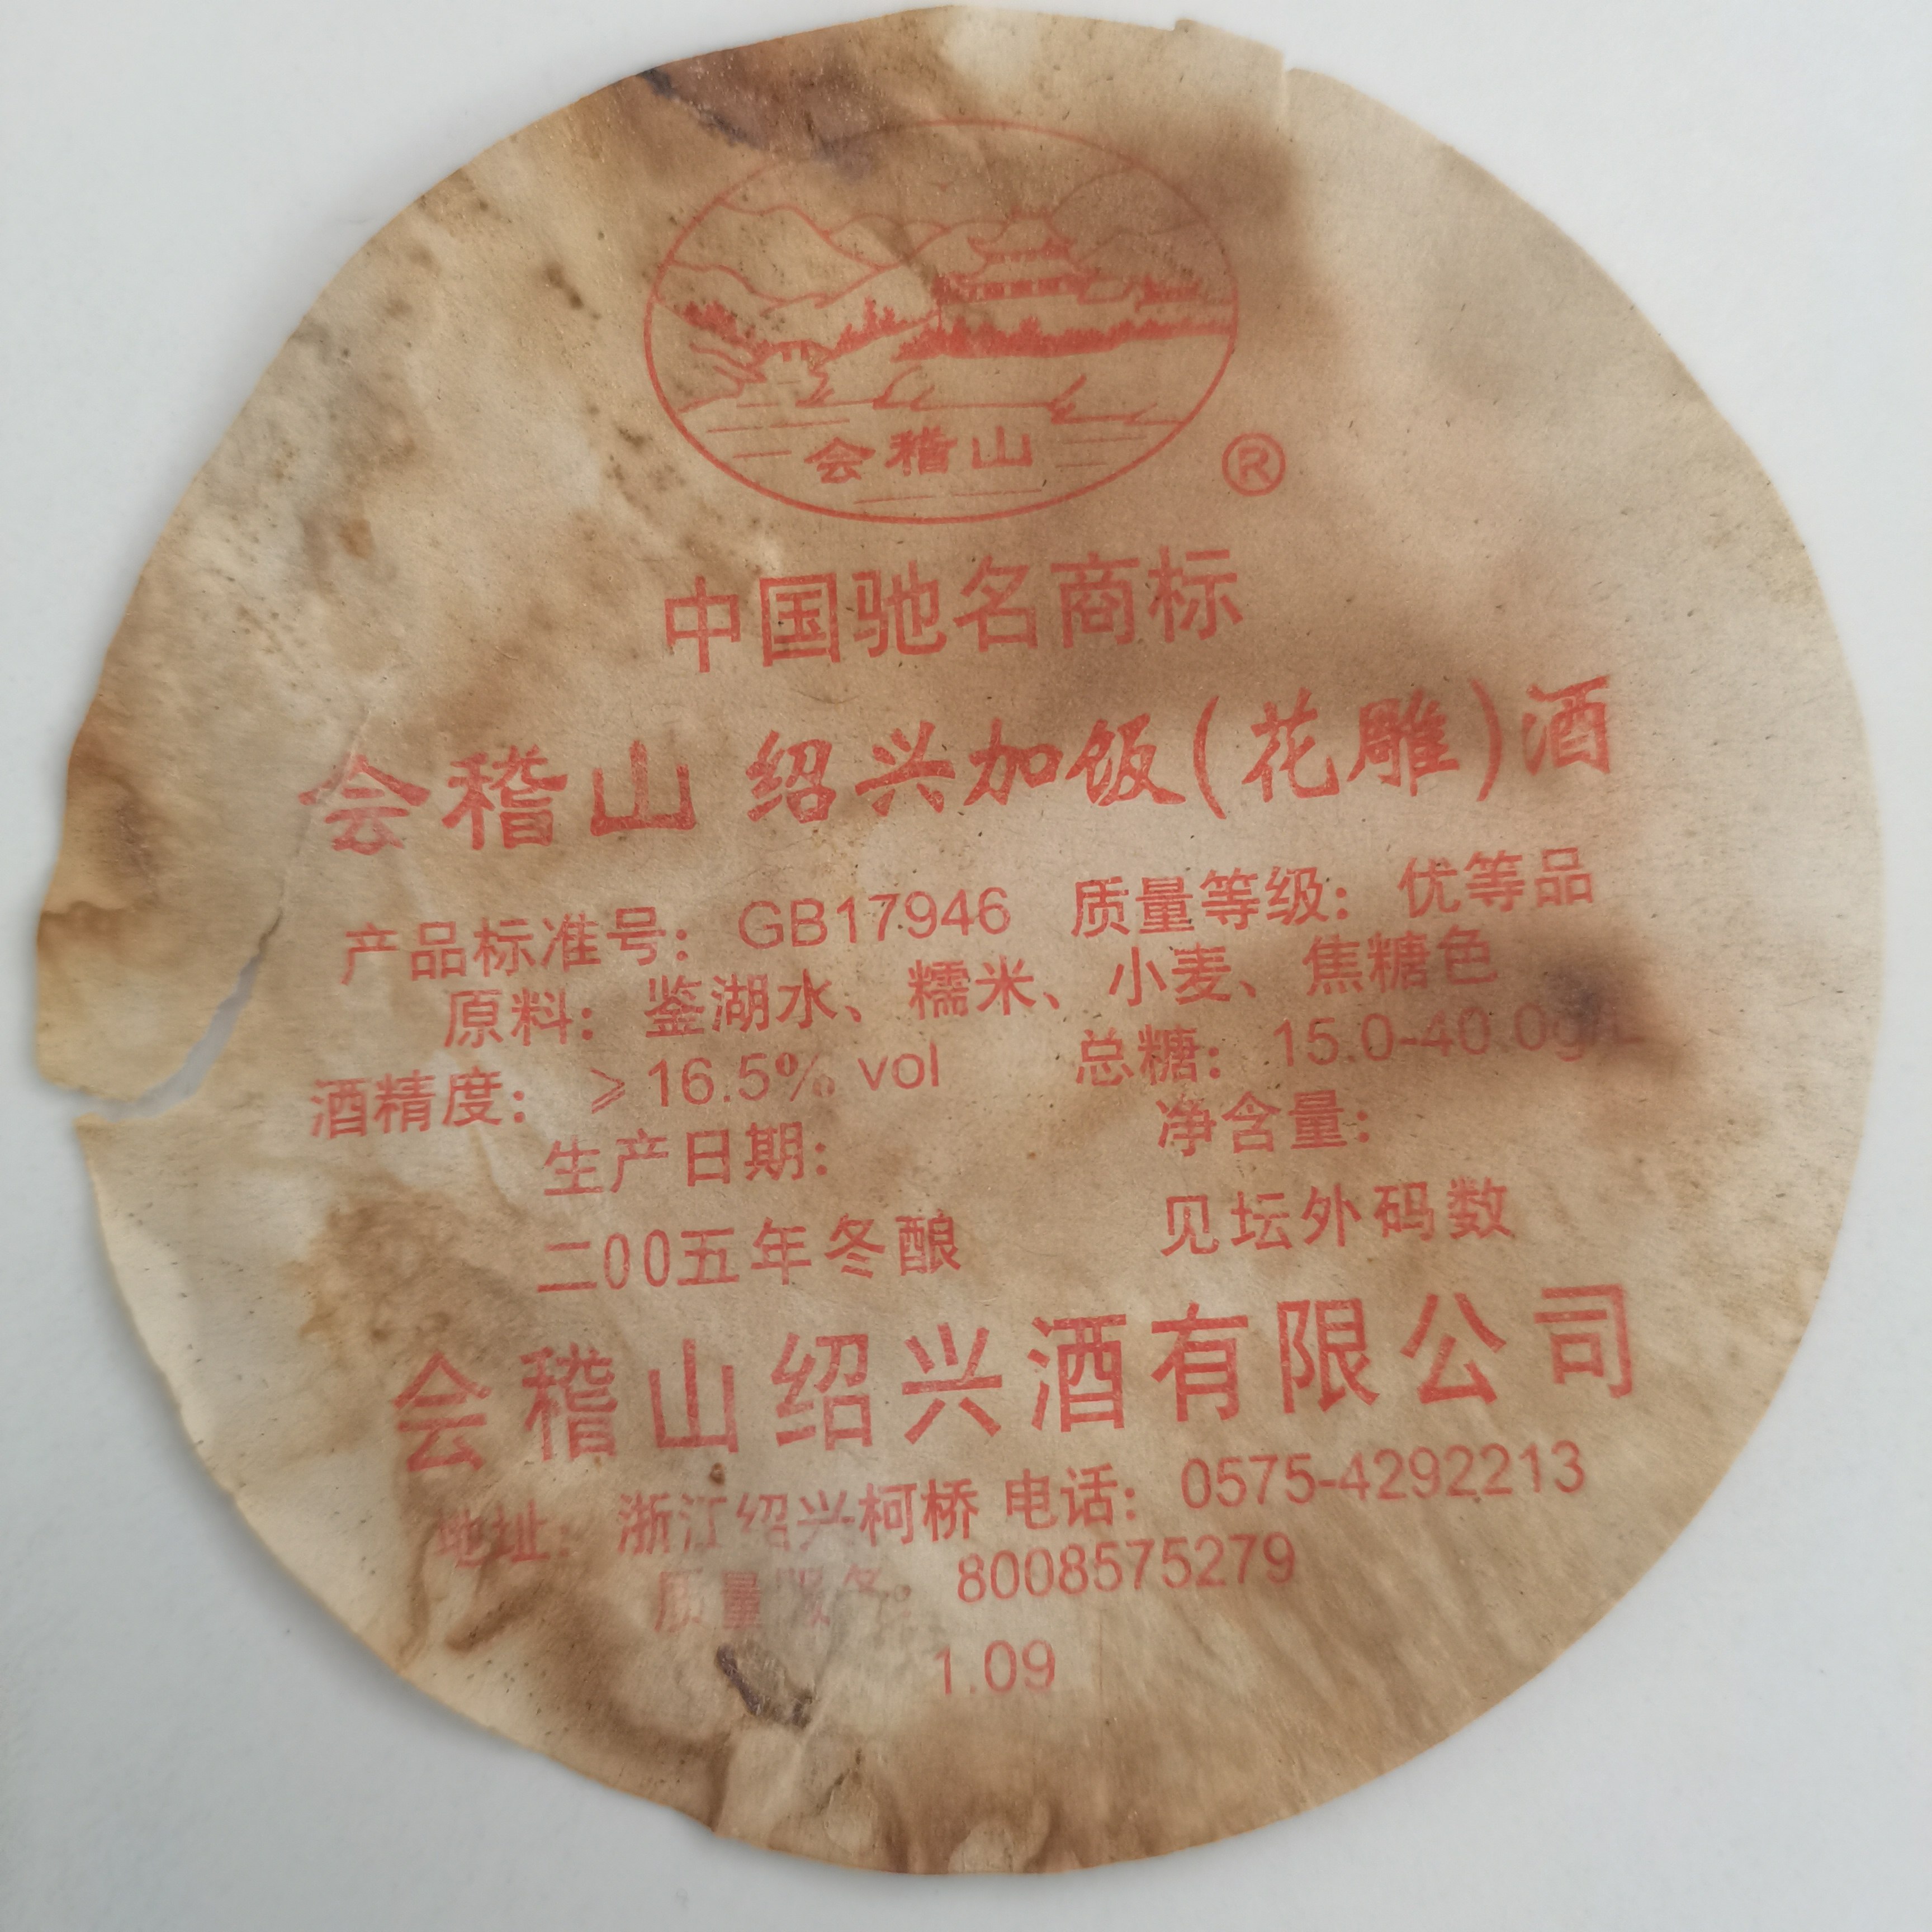 会稽山
®
中国驰名商标
会稽山 绍兴加饭(花雕)酒
产品标准号: GB17946 质量等级: 优等品
原料: 鉴湖水、糯米、小麦、焦糖色
酒精度: ≥16.5% vol 总糖: 15.0-40.0g/L
生产日期: 净含量:
二00五年冬酿 见坛外码数
会稽山绍兴酒有限公司
地址: 浙江绍兴柯桥 电话: 0575-4292213
质量服务: 8008575279
1.09